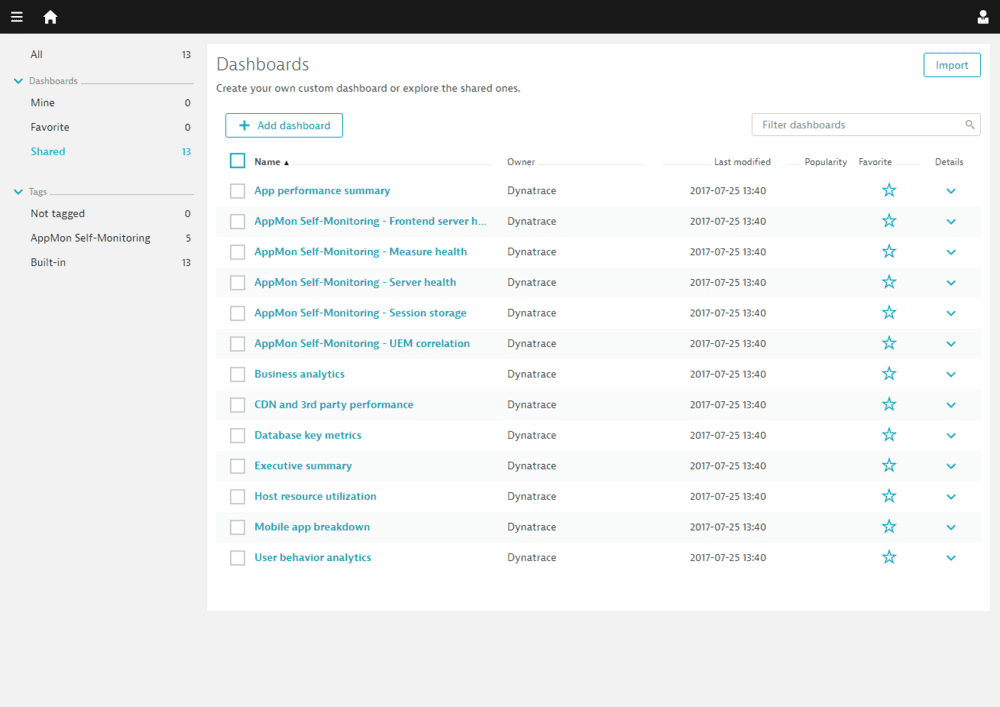 All 13
Dashboards
Mine 0
Favorite 0
Shared 13
Tags
Not tagged 0
AppMon Self-Monitoring 5
Built-in 13
Dashboards
Import
Create your own custom dashboard or explore the shared ones.
Add dashboard
Filter dashboards
Name ▲ Owner Last modified Popularity Favorite Details
App performance summary Dynatrace 2017-07-25 13:40
AppMon Self-Monitoring - Frontend server h... Dynatrace 2017-07-25 13:40
AppMon Self-Monitoring - Measure health Dynatrace 2017-07-25 13:40
AppMon Self-Monitoring - Server health Dynatrace 2017-07-25 13:40
AppMon Self-Monitoring - Session storage Dynatrace 2017-07-25 13:40
AppMon Self-Monitoring - UEM correlation Dynatrace 2017-07-25 13:40
Business analytics Dynatrace 2017-07-25 13:40
CDN and 3rd party performance Dynatrace 2017-07-25 13:40
Database key metrics Dynatrace 2017-07-25 13:40
Executive summary Dynatrace 2017-07-25 13:40
Host resource utilization Dynatrace 2017-07-25 13:40
Mobile app breakdown Dynatrace 2017-07-25 13:40
User behavior analytics Dynatrace 2017-07-25 13:40